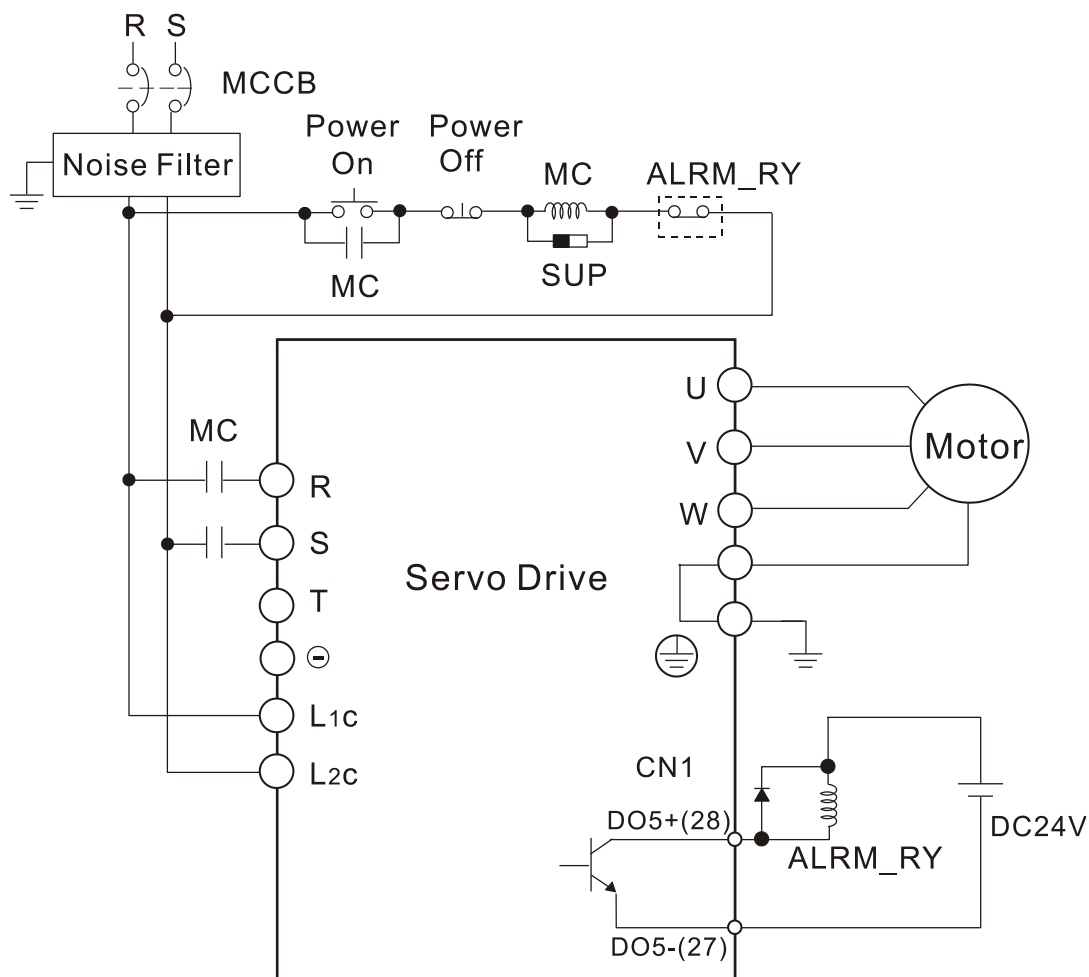 R S
MCCB
Noise Filter
Power On
Power Off
MC
ALRM_RY
MC
SUP
MC
R
S
T
⊖
L1c
L2c
Servo Drive
U
V
W
Motor
CN1
DO5+(28)
DO5-(27)
ALRM_RY
DC24V